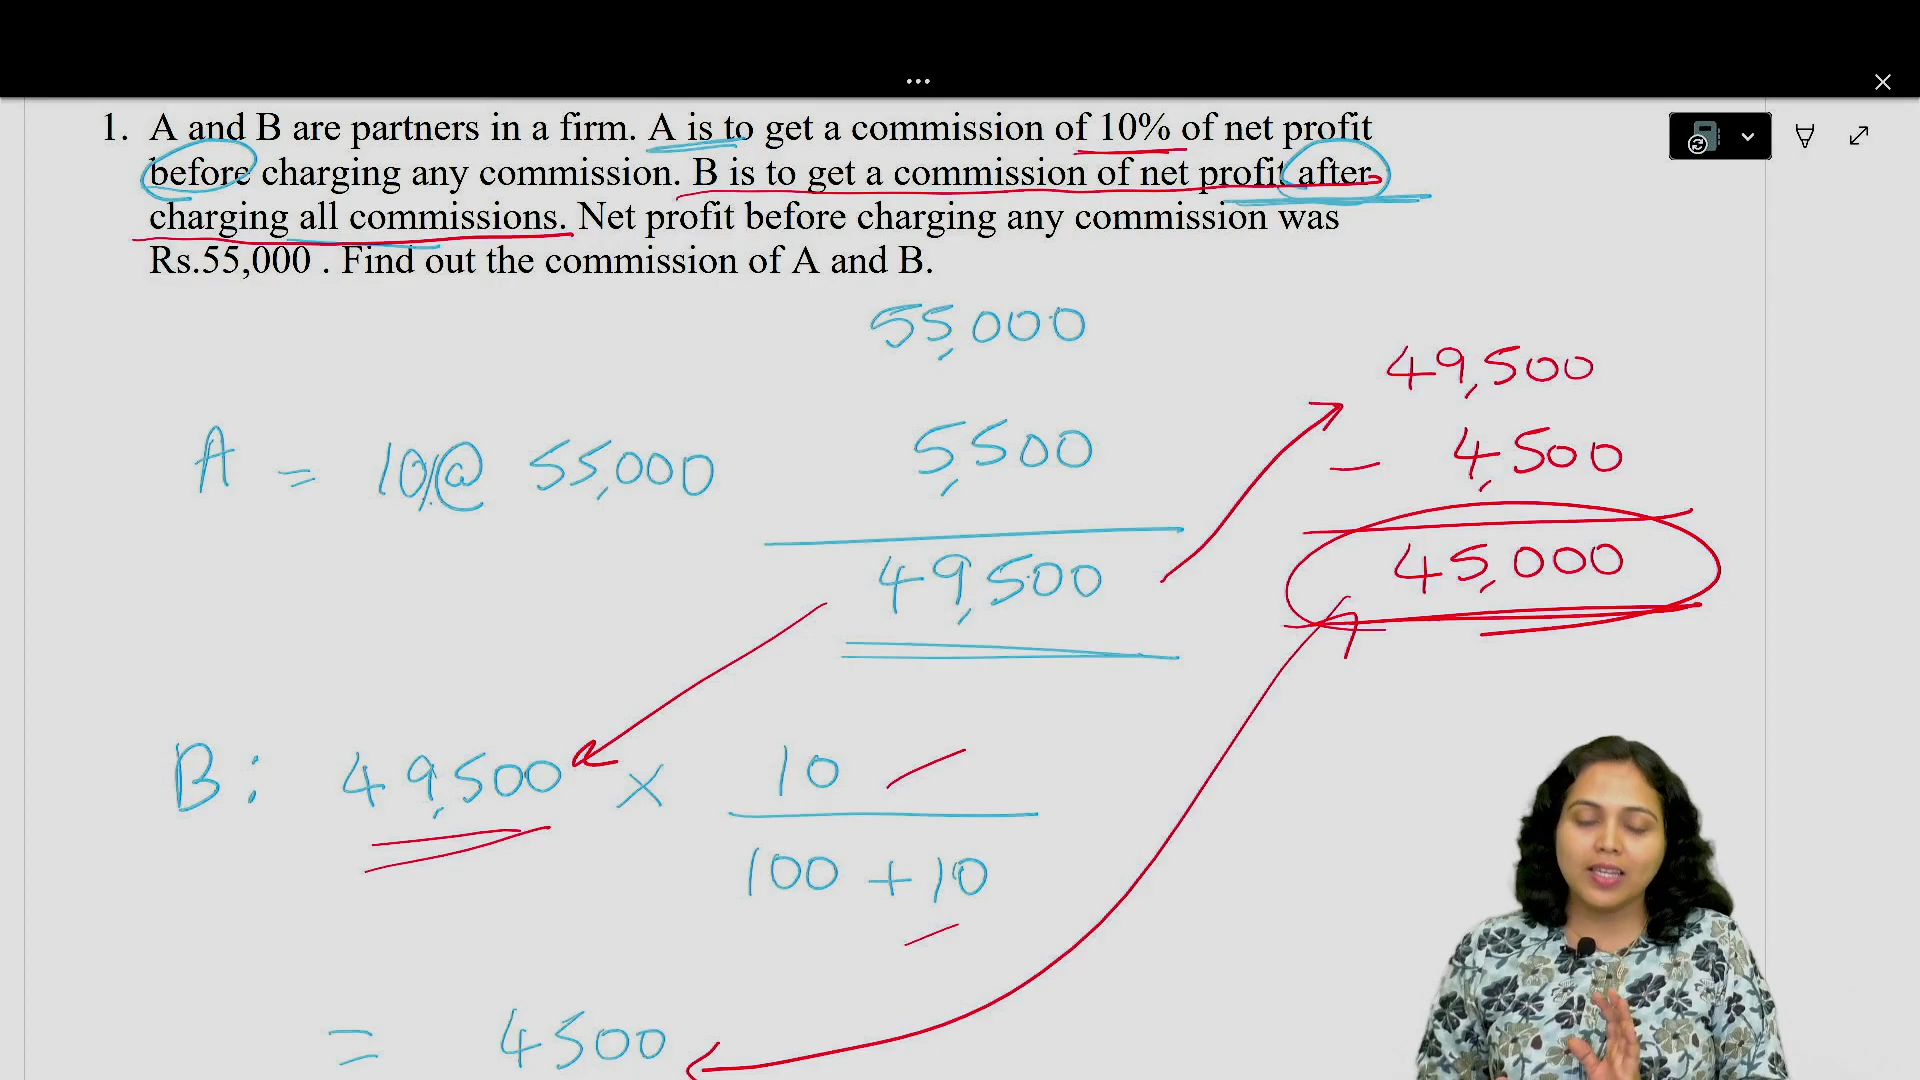 1. A and B are partners in a firm. A is to get a commission of 10% of net profit
before charging any commission. B is to get a commission of net profit after
charging all commissions. Net profit before charging any commission was
Rs.55,000 . Find out the commission of A and B.
55,000
A = 10% @ 55,000
5,500
49,500
49,500
- 4,500
45,000
B : 49,500 x 10
100 + 10
= 4500